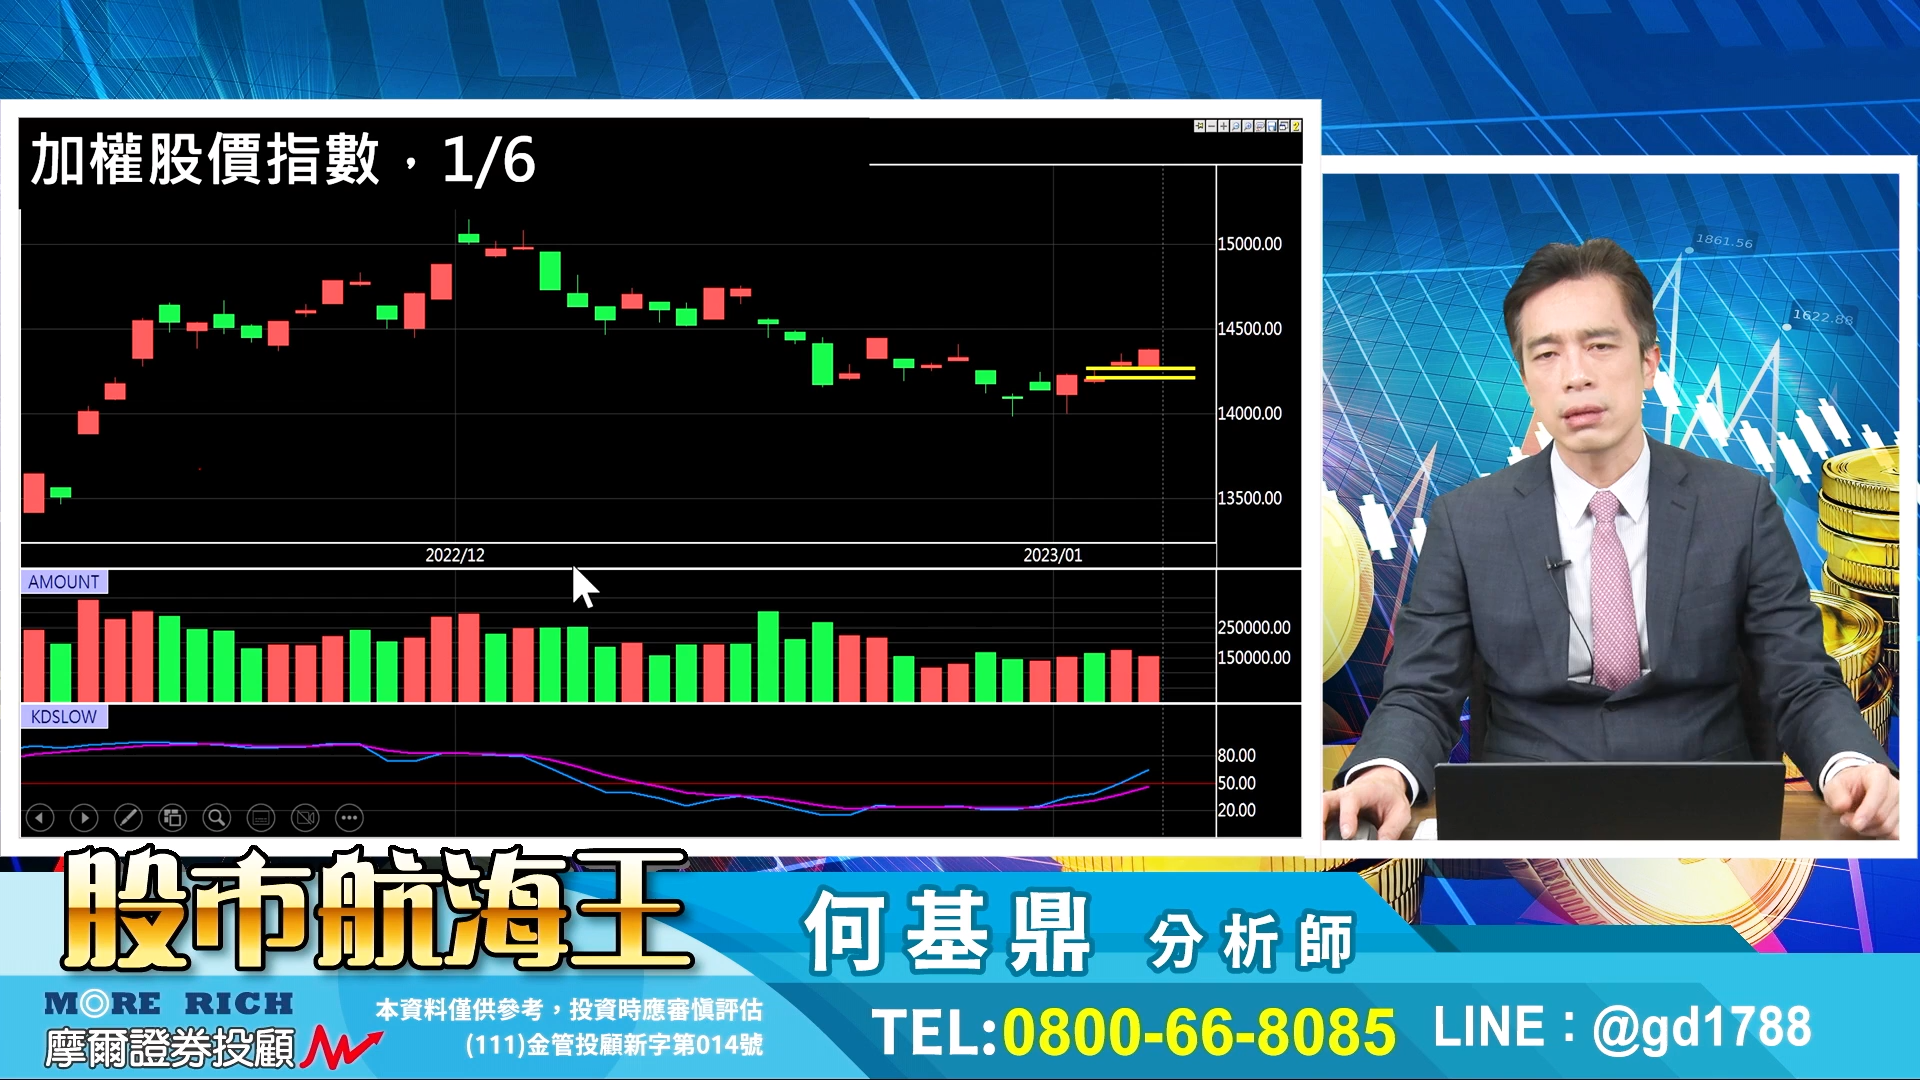 加權股價指數，1/6
15000.00
14500.00
14000.00
13500.00
2022/12
2023/01
AMOUNT
250000.00
150000.00
KDSLOW
80.00
50.00
20.00
1861.56
1622.88
股市航海王
何基鼎 分析師
MORE RICH
摩爾證券投顧
本資料僅供參考，投資時應審慎評估
(111)金管投顧新字第014號
TEL:0800-66-8085
LINE：@gd1788